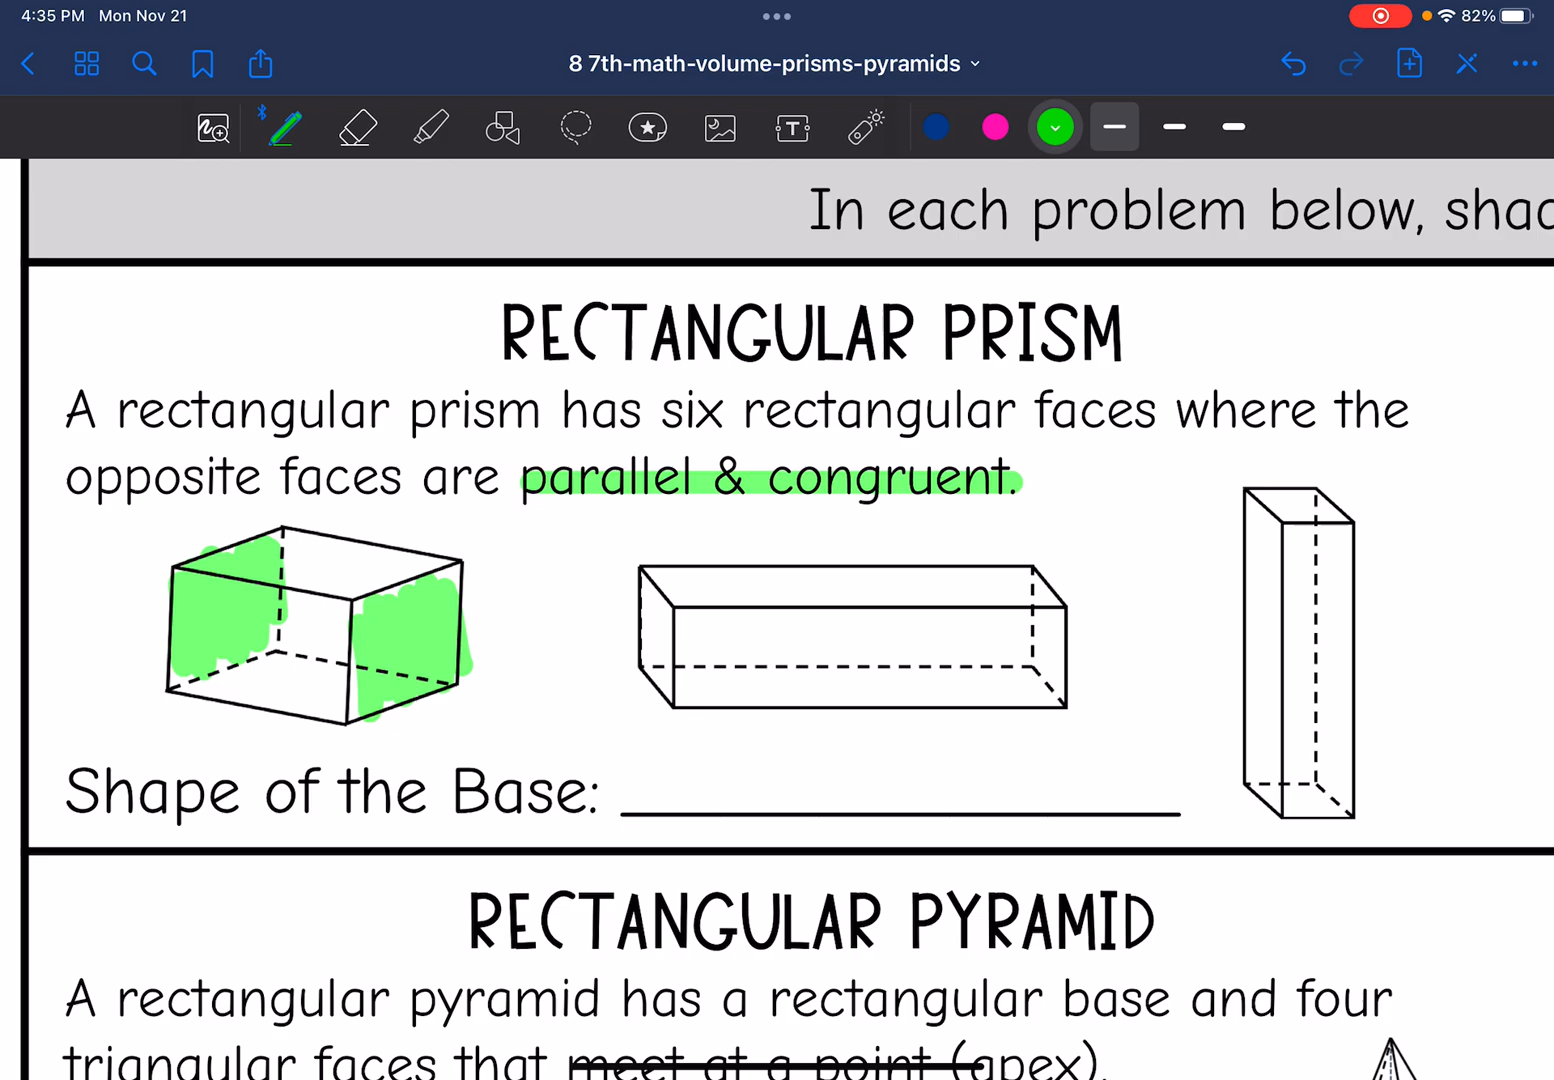 4:35 PM Mon Nov 21
82%
8 7th-math-volume-prisms-pyramids
T
In each problem below, shad
RECTANGULAR PRISM
A rectangular prism has six rectangular faces where the
opposite faces are parallel & congruent.
Shape of the Base:
RECTANGULAR PYRAMID
A rectangular pyramid has a rectangular base and four
triangular faces that meet at a point (apex).